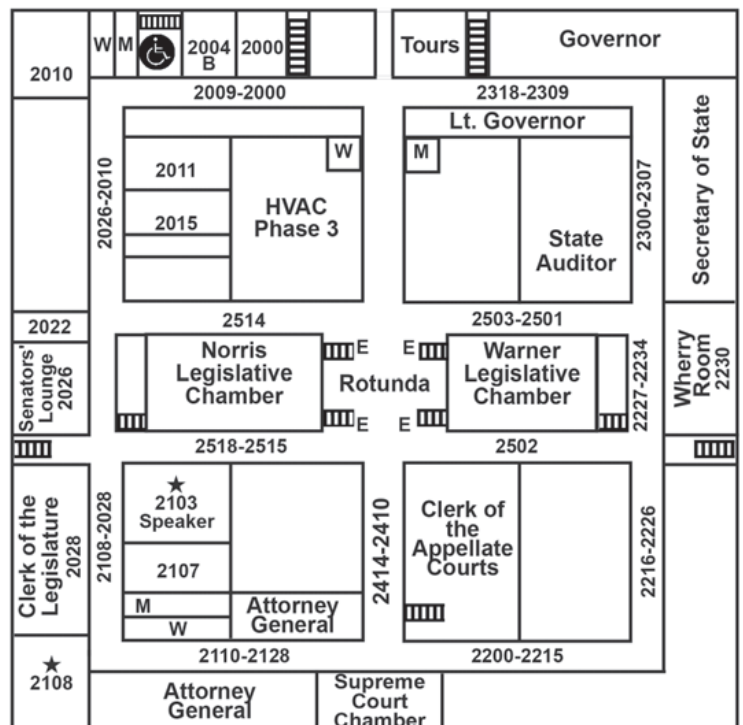 W M
2004
B
2000
Tours
Governor
2010
2009-2000
2318-2309
Lt. Governor
W
M
2011
2015
HVAC
Phase 3
State
Auditor
2026-2010
2300-2307
Secretary of State
2022
2514
2503-2501
Senators'
Lounge
2026
Norris
Legislative
Chamber
E
E
Rotunda
E
E
Warner
Legislative
Chamber
2227-2234
Wherry
Room
2230
2518-2515
2502
Clerk of the
Legislature
2028
2108-2028
2103
Speaker
2107
M
W
Attorney
General
2414-2410
Clerk of
the
Appellate
Courts
2216-2226
2110-2128
2200-2215
2108
Attorney
General
Supreme
Court
Chamber